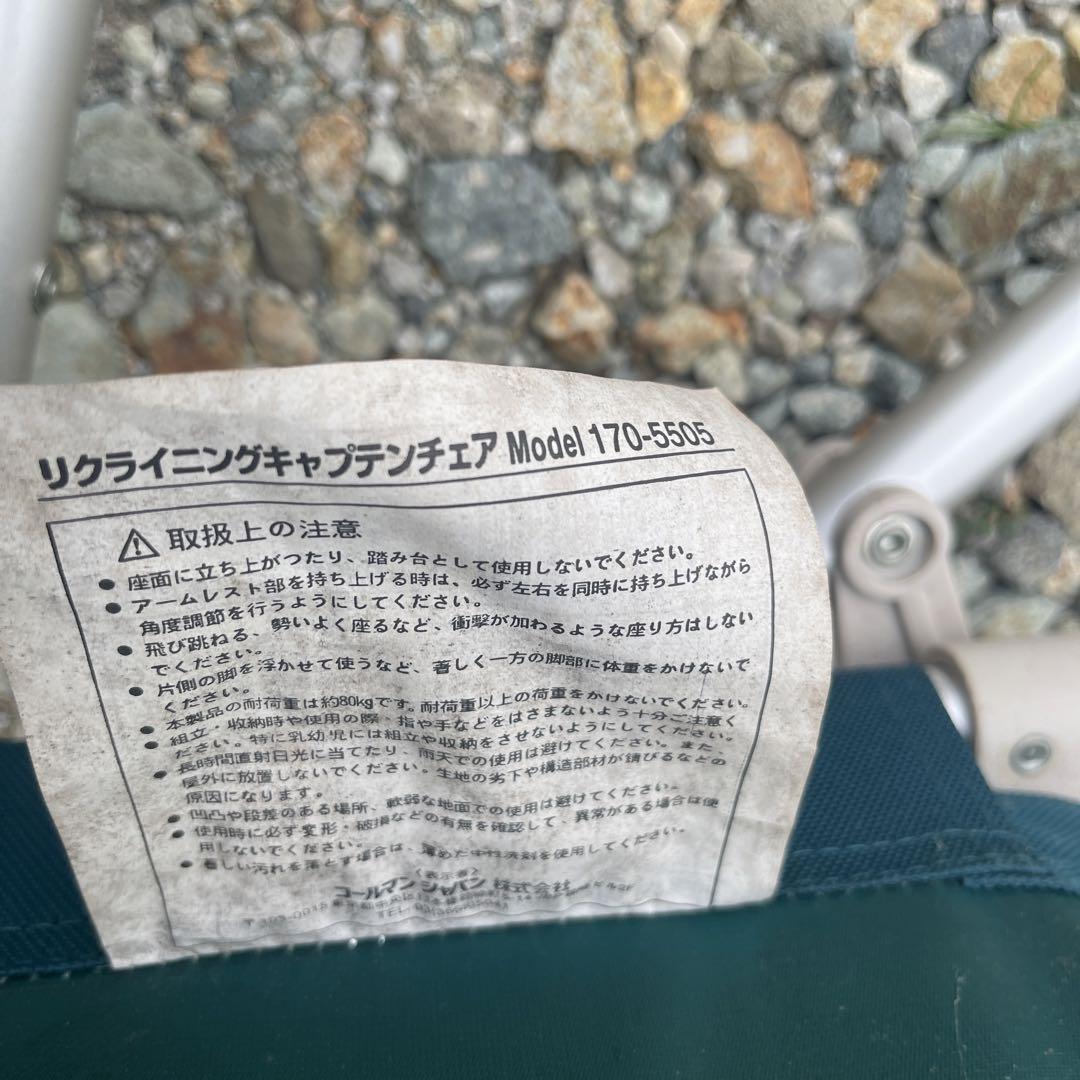 リクライニングキャプテンチェア Model 170-5505
⚠ 取扱上の注意
● 座面に立ち上がつたり、踏み台として使用しないでください。
● アームレスト部を持ち上げる時は、必ず左右を同時に持ち上げながら
角度調節を行うようにしてください。
● 飛び跳ねる、勢いよく座るなど、衝撃が加わるような座り方はしない
でください。
● 片側の脚を浮かせて使うなど、著しく一方の脚部に体重をかけないで
ください。
● 本製品の耐荷重は約80kgです。耐荷重以上の荷重をかけないでください。
● 組立・収納時や使用の際、指や手などをはさまないよう十分ご注意く
ださい。特に乳幼児には組立や収納をさせないようにしてください。
● 長時間直射日光に当てたり、雨天での使用は避けてください。また、
屋外に放置しないでください。生地の劣下や構造部材が錆びるなどの
原因になります。
● 凹凸や段差のある場所、軟弱な地面での使用は避けてください。
● 使用時に必ず変形・破損などの有無を確認して、異常がある場合は使
用しないでください。
● 著しい汚れを落とす場合は、薄めた中性洗剤を使用してください。
〈表示者〉
コールマン ジャパン 株式会社
TEL